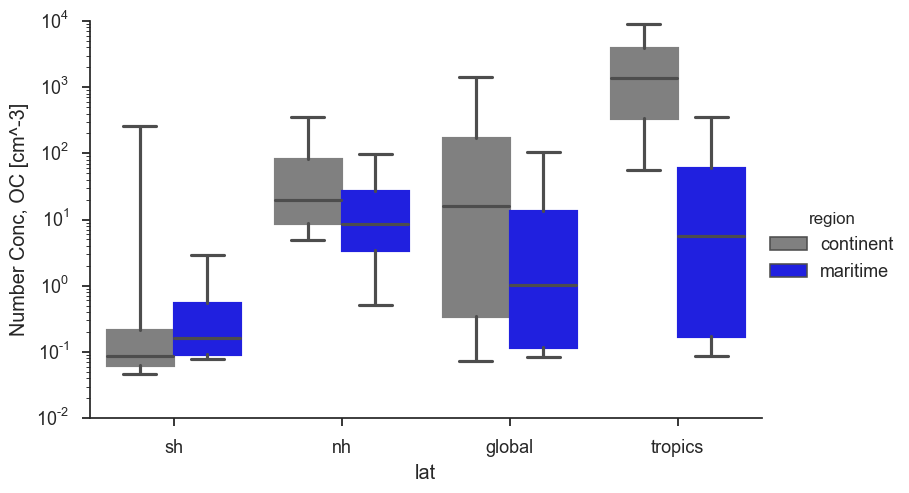 Number Conc, OC [cm^-3]
10^4
10^3
10^2
10^1
10^0
10^-1
10^-2
sh nh global tropics
lat
region
continent
maritime